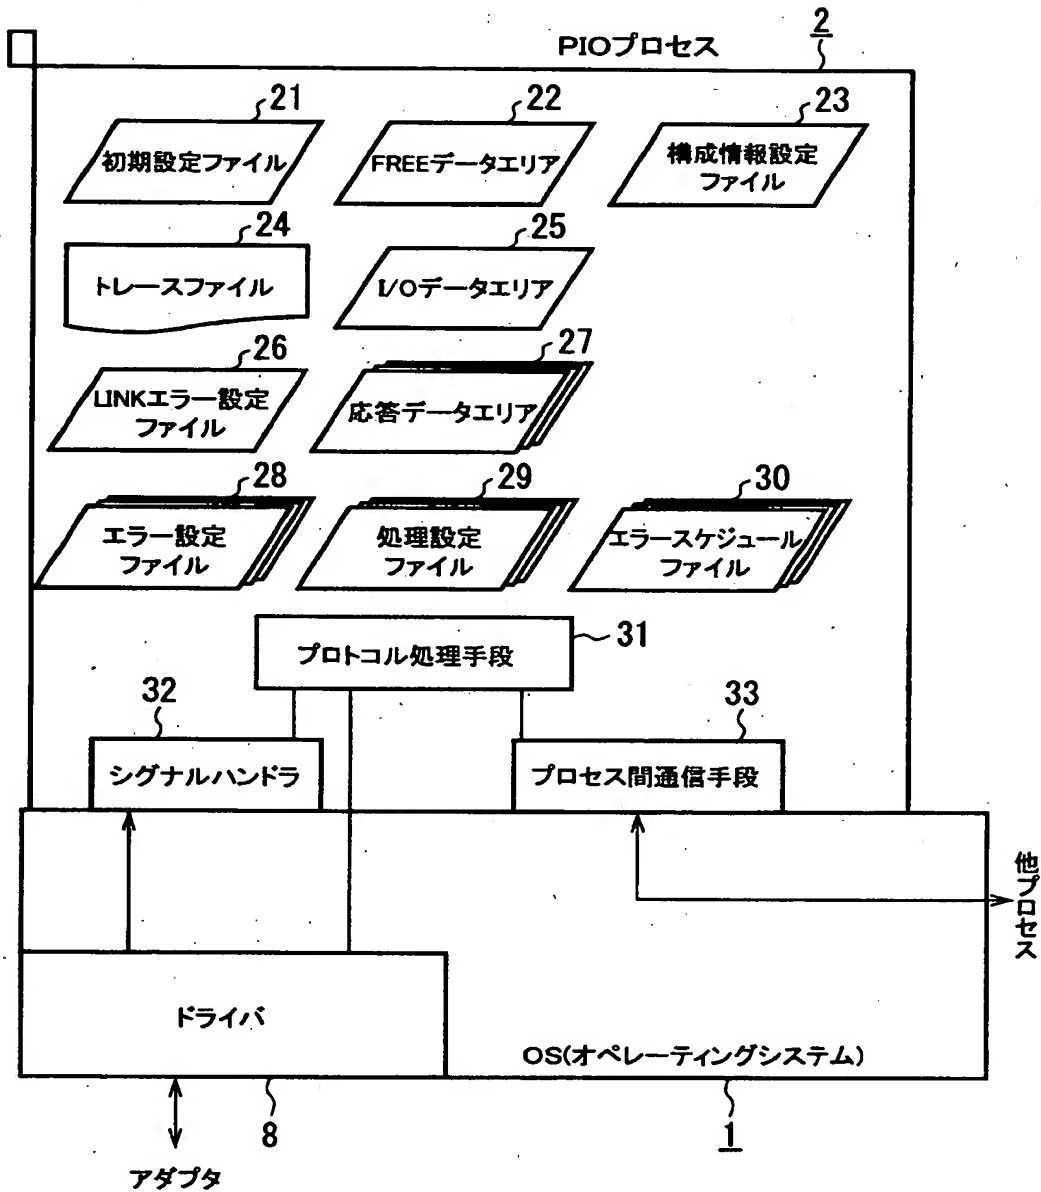 PIOプロセス
2
21
22
23
初期設定ファイル
FREEデータエリア
構成情報設定
ファイル
24
25
トレースファイル
I/Oデータエリア
26
27
LINKエラー設定
ファイル
応答データエリア
28
29
30
エラー設定
ファイル
処理設定
ファイル
エラースケジュール
ファイル
プロトコル処理手段
31
32
33
シグナルハンドラ
プロセス間通信手段
他プロセス
ドライバ
OS(オペレーティングシステム)
8
1
アダプタ